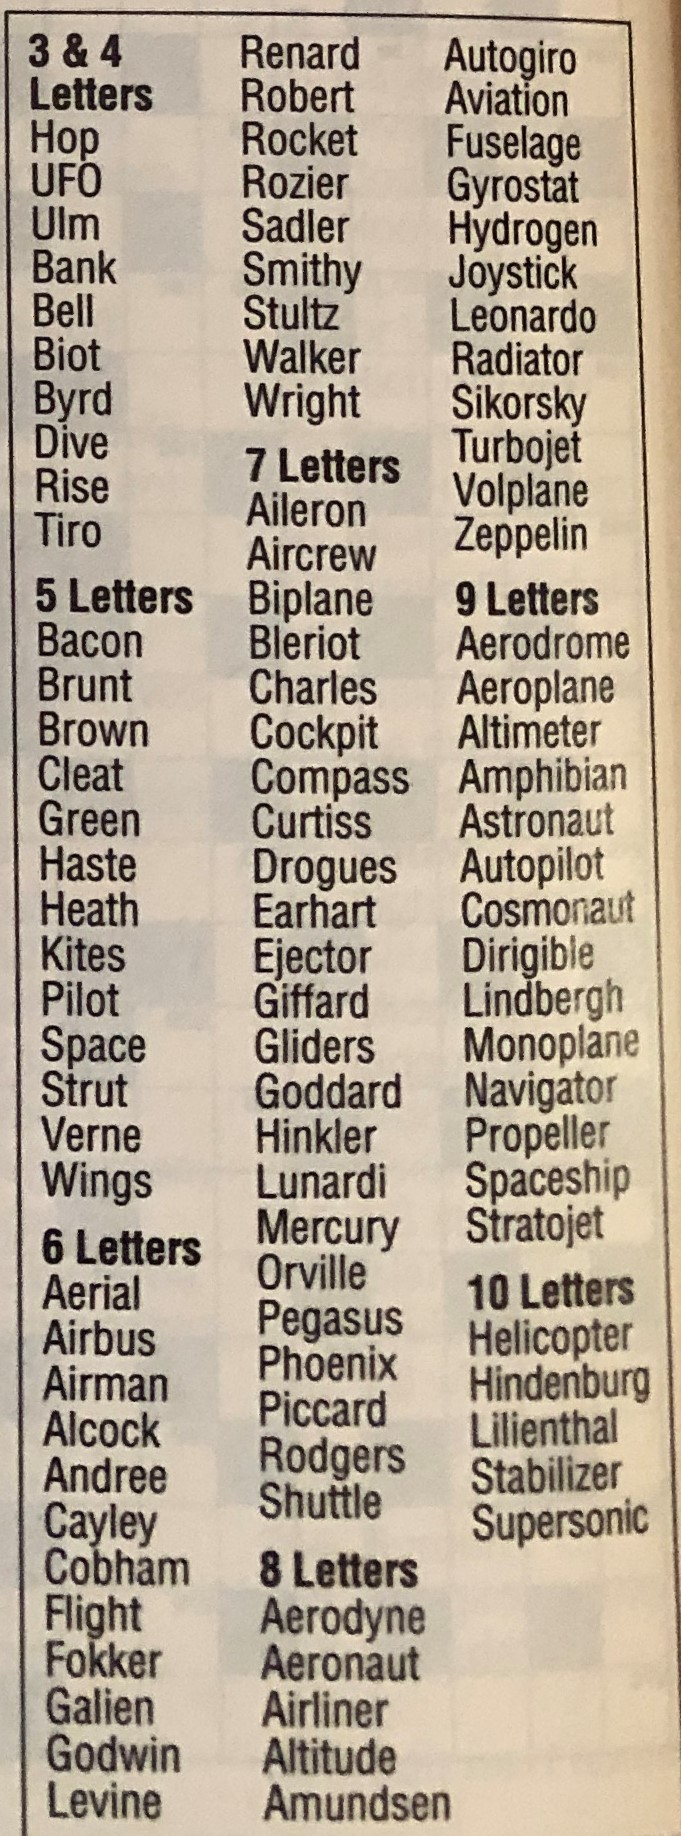 3 & 4
Letters
Hop
UFO
Ulm
Bank
Bell
Biot
Byrd
Dive
Rise
Tiro
5 Letters
Bacon
Brunt
Brown
Cleat
Green
Haste
Heath
Kites
Pilot
Space
Strut
Verne
Wings
6 Letters
Aerial
Airbus
Airman
Alcock
Andree
Cayley
Cobham
Flight
Fokker
Galien
Godwin
Levine
Renard
Robert
Rocket
Rozier
Sadler
Smithy
Stultz
Walker
Wright
7 Letters
Aileron
Aircrew
Biplane
Bleriot
Charles
Cockpit
Compass
Curtiss
Drogues
Earhart
Ejector
Giffard
Gliders
Goddard
Hinkler
Lunardi
Mercury
Orville
Pegasus
Phoenix
Piccard
Rodgers
Shuttle
8 Letters
Aerodyne
Aeronaut
Airliner
Altitude
Amundsen
Autogiro
Aviation
Fuselage
Gyrostat
Hydrogen
Joystick
Leonardo
Radiator
Sikorsky
Turbojet
Volplane
Zeppelin
9 Letters
Aerodrome
Aeroplane
Altimeter
Amphibian
Astronaut
Autopilot
Cosmonaut
Dirigible
Lindbergh
Monoplane
Navigator
Propeller
Spaceship
Stratojet
10 Letters
Helicopter
Hindenburg
Lilienthal
Stabilizer
Supersonic